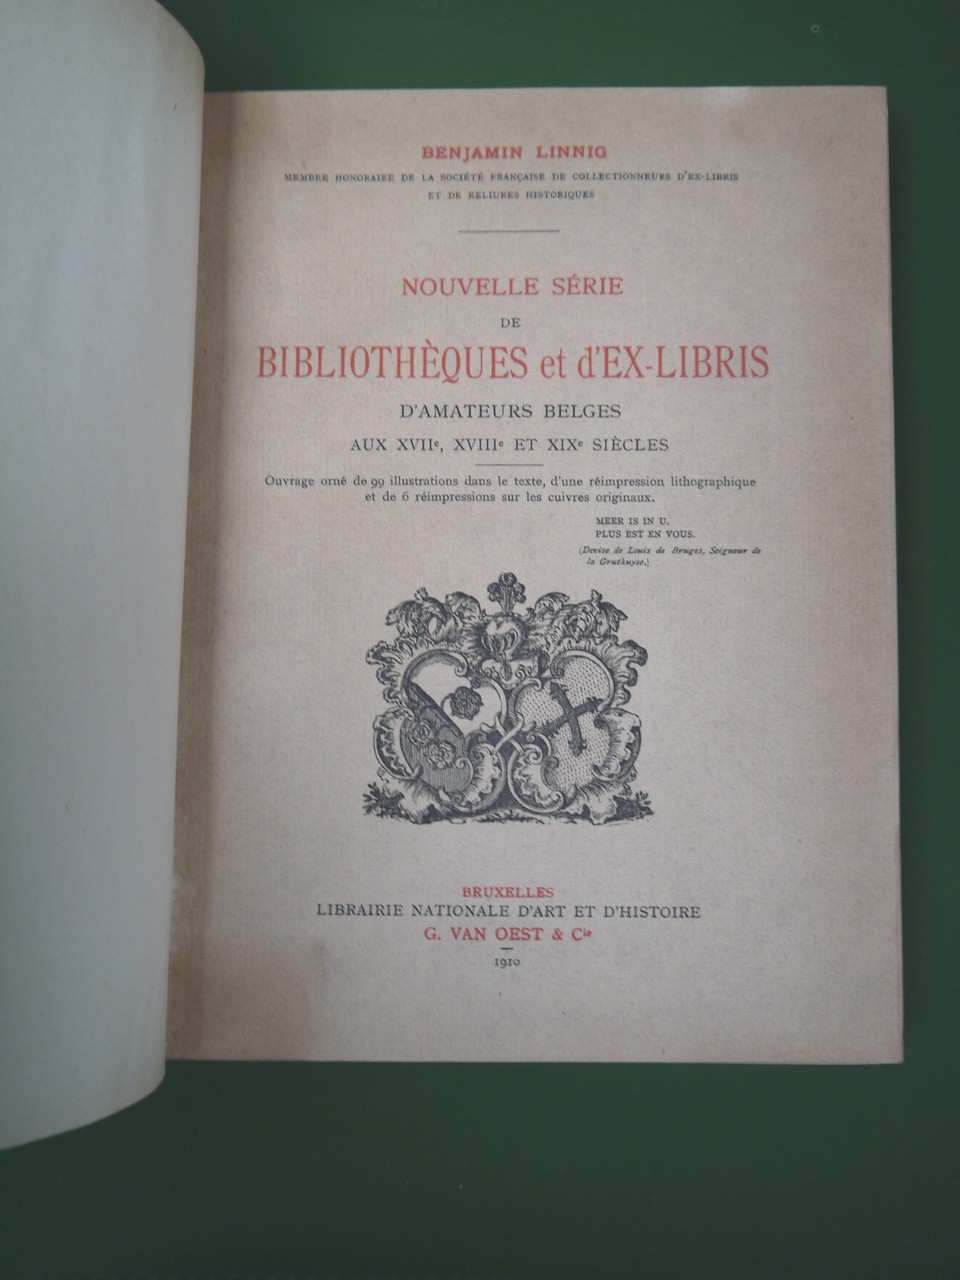 BENJAMIN LINNIG
MEMBRE HONORAIRE DE LA SOCIÉTÉ FRANÇAISE DE COLLECTIONNEURS D'EX-LIBRIS
ET DE RELIURES HISTORIQUES
NOUVELLE SÉRIE
DE
BIBLIOTHÈQUES et d'EX-LIBRIS
D'AMATEURS BELGES
AUX XVIIe, XVIIIe ET XIXe SIÈCLES
Ouvrage orné de 99 illustrations dans le texte, d'une réimpression lithographique
et de 6 réimpressions sur les cuivres originaux.
MEER IS IN U.
PLUS EST EN VOUS.
(Devise de Louis de Bruges, Seigneur de
la Gruthuyse.)
BRUXELLES
LIBRAIRIE NATIONALE D'ART ET D'HISTOIRE
G. VAN OEST & Cie
1910